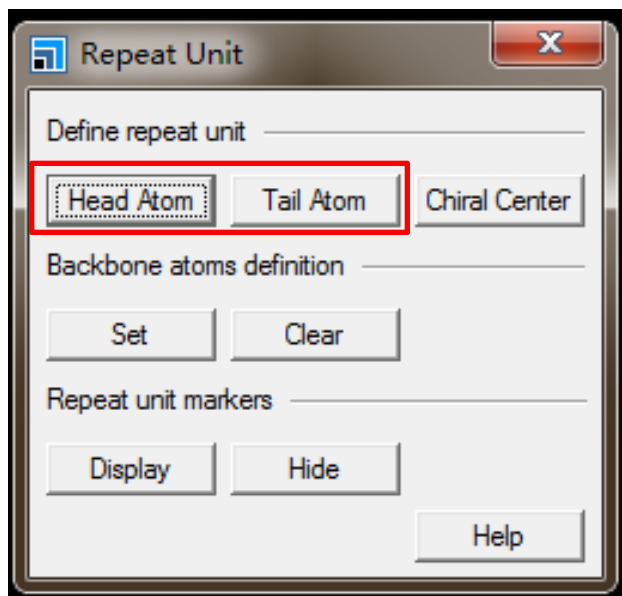 Repeat Unit
Define repeat unit
Head Atom Tail Atom Chiral Center
Backbone atoms definition
Set Clear
Repeat unit markers
Display Hide
Help